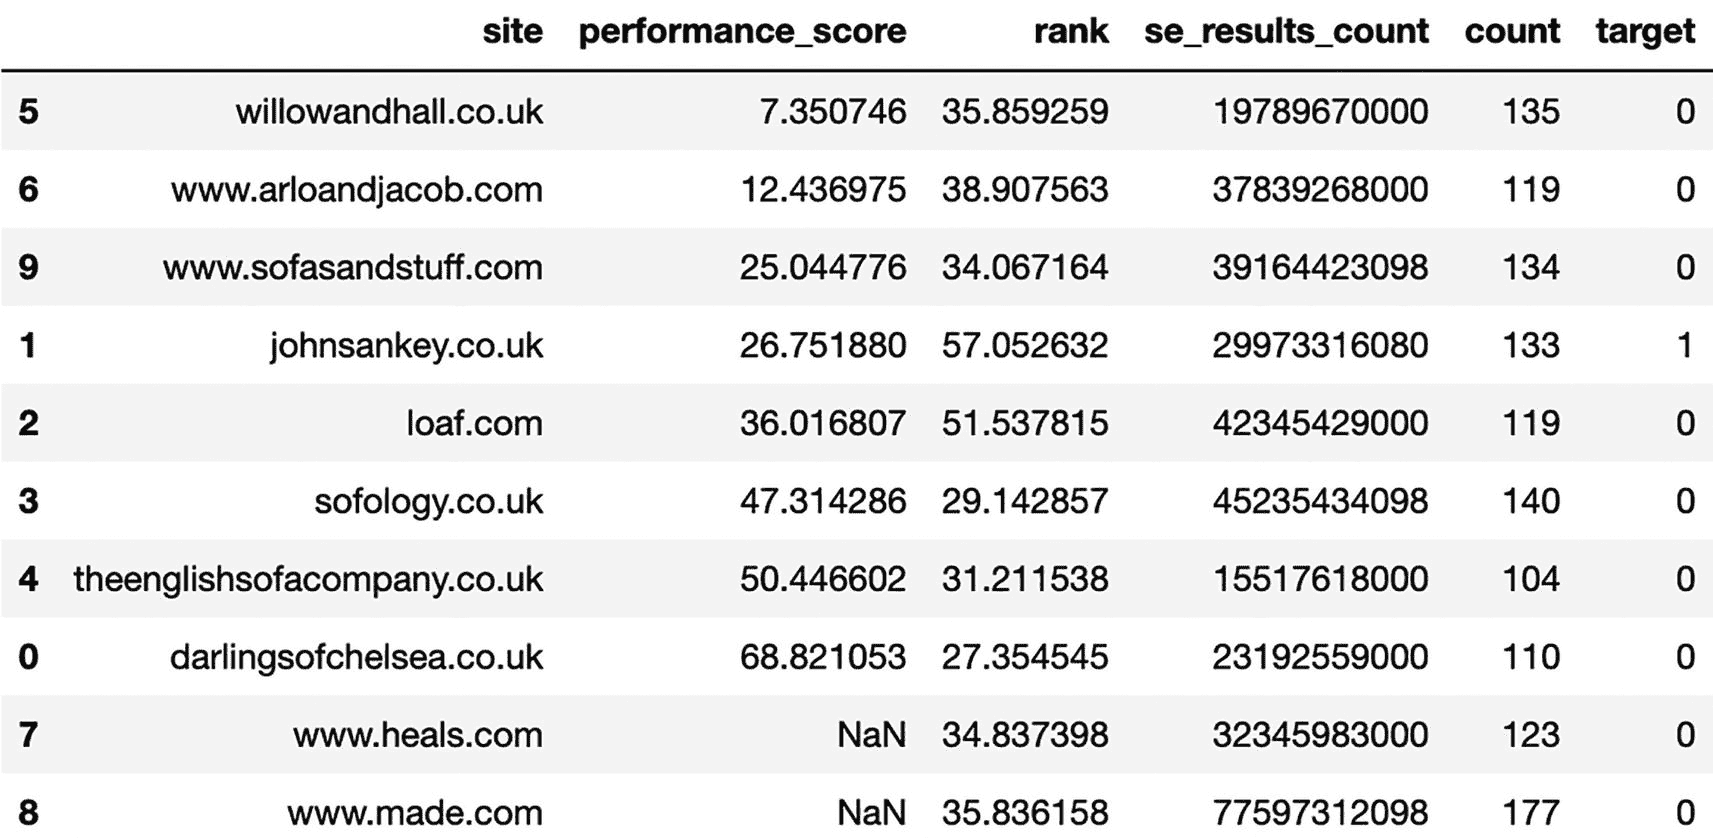 site performance_score rank se_results_count count target
5 willowandhall.co.uk 7.350746 35.859259 19789670000 135 0
6 www.arloandjacob.com 12.436975 38.907563 37839268000 119 0
9 www.sofasandstuff.com 25.044776 34.067164 39164423098 134 0
1 johnsankey.co.uk 26.751880 57.052632 29973316080 133 1
2 loaf.com 36.016807 51.537815 42345429000 119 0
3 sofology.co.uk 47.314286 29.142857 45235434098 140 0
4 theenglishsofacompany.co.uk 50.446602 31.211538 15517618000 104 0
0 darlingsofchelsea.co.uk 68.821053 27.354545 23192559000 110 0
7 www.heals.com NaN 34.837398 32345983000 123 0
8 www.made.com NaN 35.836158 77597312098 177 0